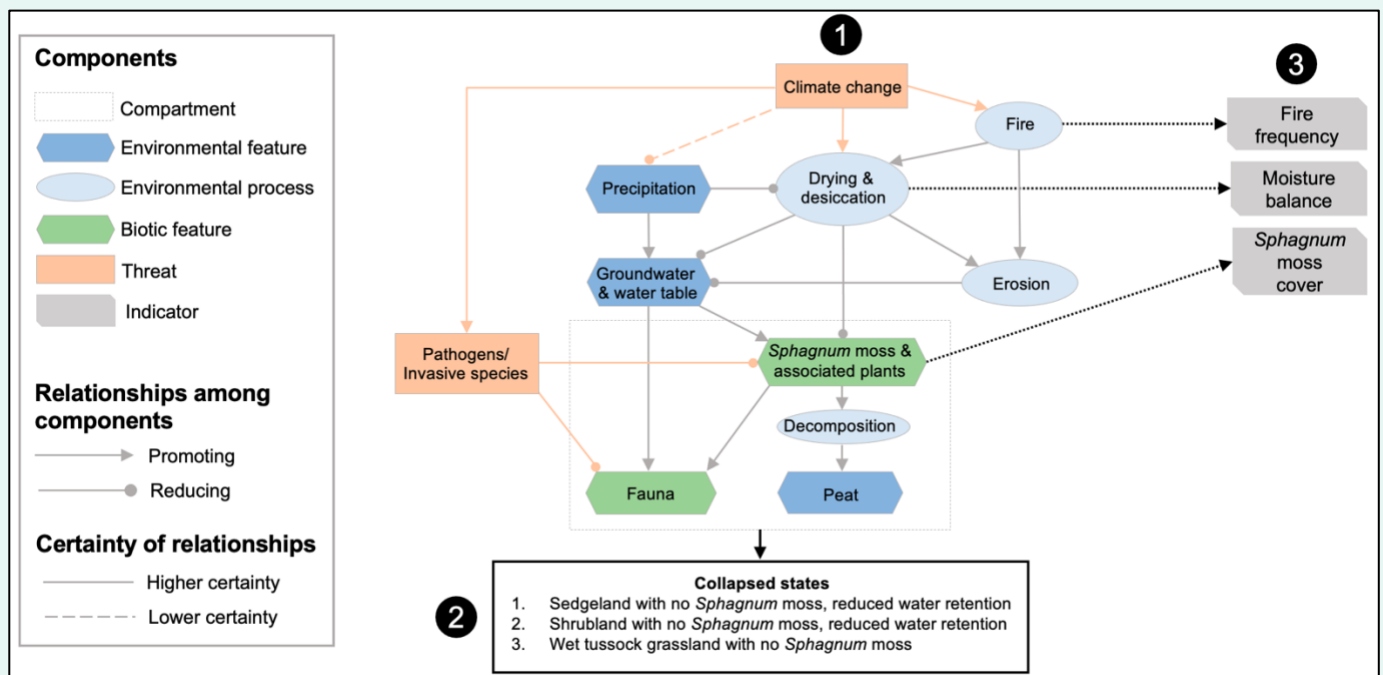 Components
Compartment
Environmental feature
Environmental process
Biotic feature
Threat
Indicator
Relationships among
components
Promoting
Reducing
Certainty of relationships
Higher certainty
Lower certainty
1
Climate change
Fire
Precipitation
Drying &
desiccation
Groundwater
& water table
Erosion
Pathogens/
Invasive species
Sphagnum moss &
associated plants
Decomposition
Fauna
Peat
3
Fire
frequency
Moisture
balance
Sphagnum
moss
cover
2
Collapsed states
1. Sedgeland with no Sphagnum moss, reduced water retention
2. Shrubland with no Sphagnum moss, reduced water retention
3. Wet tussock grassland with no Sphagnum moss